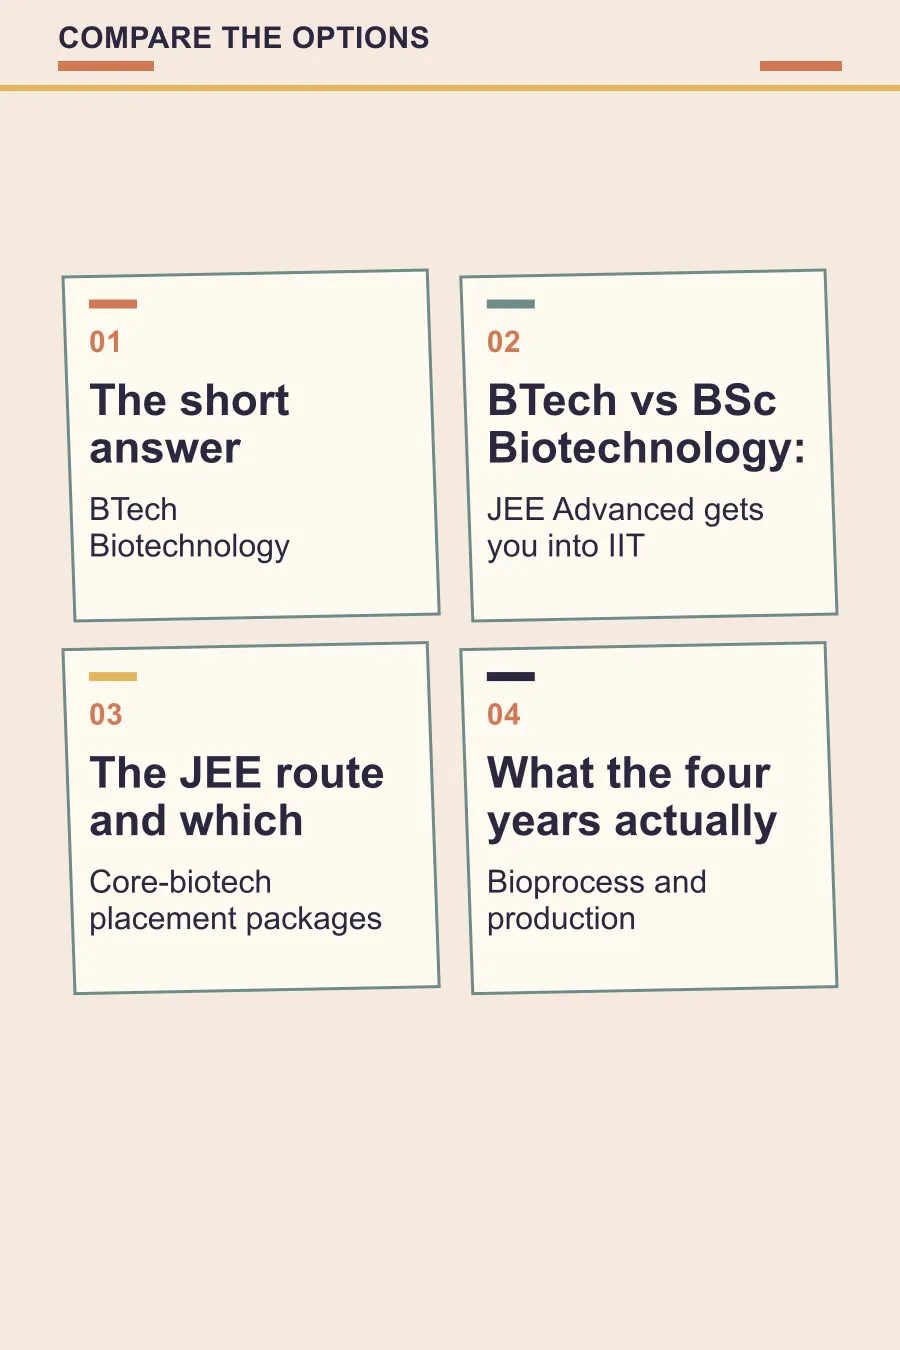 COMPARE THE OPTIONS
01
The short
answer
BTech
Biotechnology
02
BTech vs BSc
Biotechnology:
JEE Advanced gets
you into IIT
03
The JEE route
and which
Core-biotech
placement packages
04
What the four
years actually
Bioprocess and
production